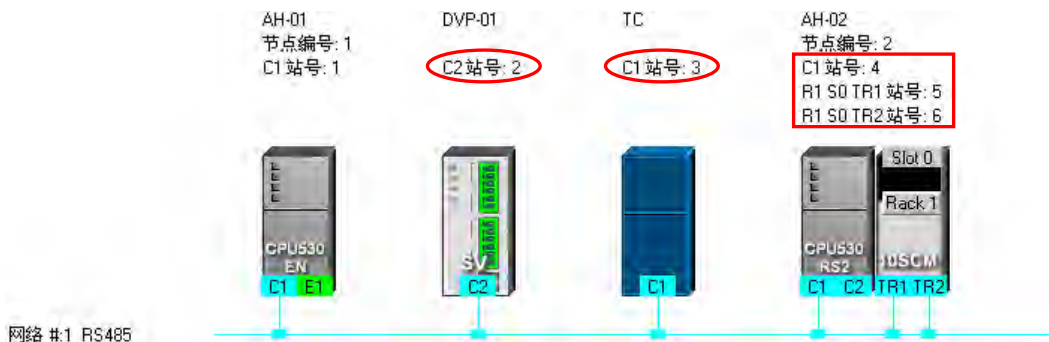 AH-01
节点编号: 1
C1 站号: 1
DVP-01
C2 站号: 2
TC
C1 站号: 3
AH-02
节点编号: 2
C1 站号: 4
R1 S0 TR1 站号: 5
R1 S0 TR2 站号: 6
CPU530
EN
C1 E1
SV
C2
C1
CPU530
RS2
C1 C2
Slot 0
Rack 1
10SCM
TR1 TR2
网络 #:1 RS485